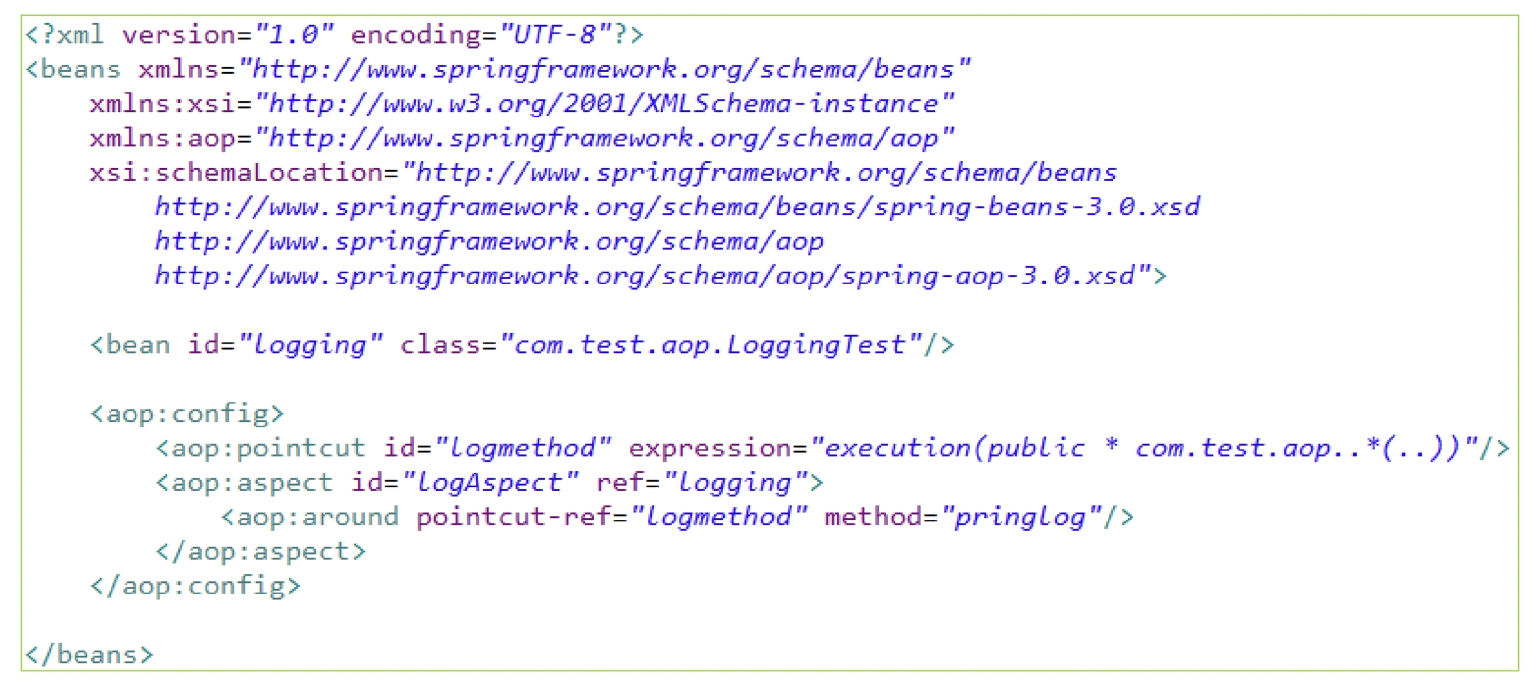 <?xml version="1.0" encoding="UTF-8"?>
<beans xmlns="http://www.springframework.org/schema/beans"
    xmlns:xsi="http://www.w3.org/2001/XMLSchema-instance"
    xmlns:aop="http://www.springframework.org/schema/aop"
    xsi:schemaLocation="http://www.springframework.org/schema/beans
        http://www.springframework.org/schema/beans/spring-beans-3.0.xsd
        http://www.springframework.org/schema/aop
        http://www.springframework.org/schema/aop/spring-aop-3.0.xsd">
    <bean id="logging" class="com.test.aop.LoggingTest"/>
    <aop:config>
        <aop:pointcut id="logmethod" expression="execution(public * com.test.aop..*(..))"/>
        <aop:aspect id="logAspect" ref="logging">
            <aop:around pointcut-ref="logmethod" method="pringlog"/>
        </aop:aspect>
    </aop:config>
</beans>